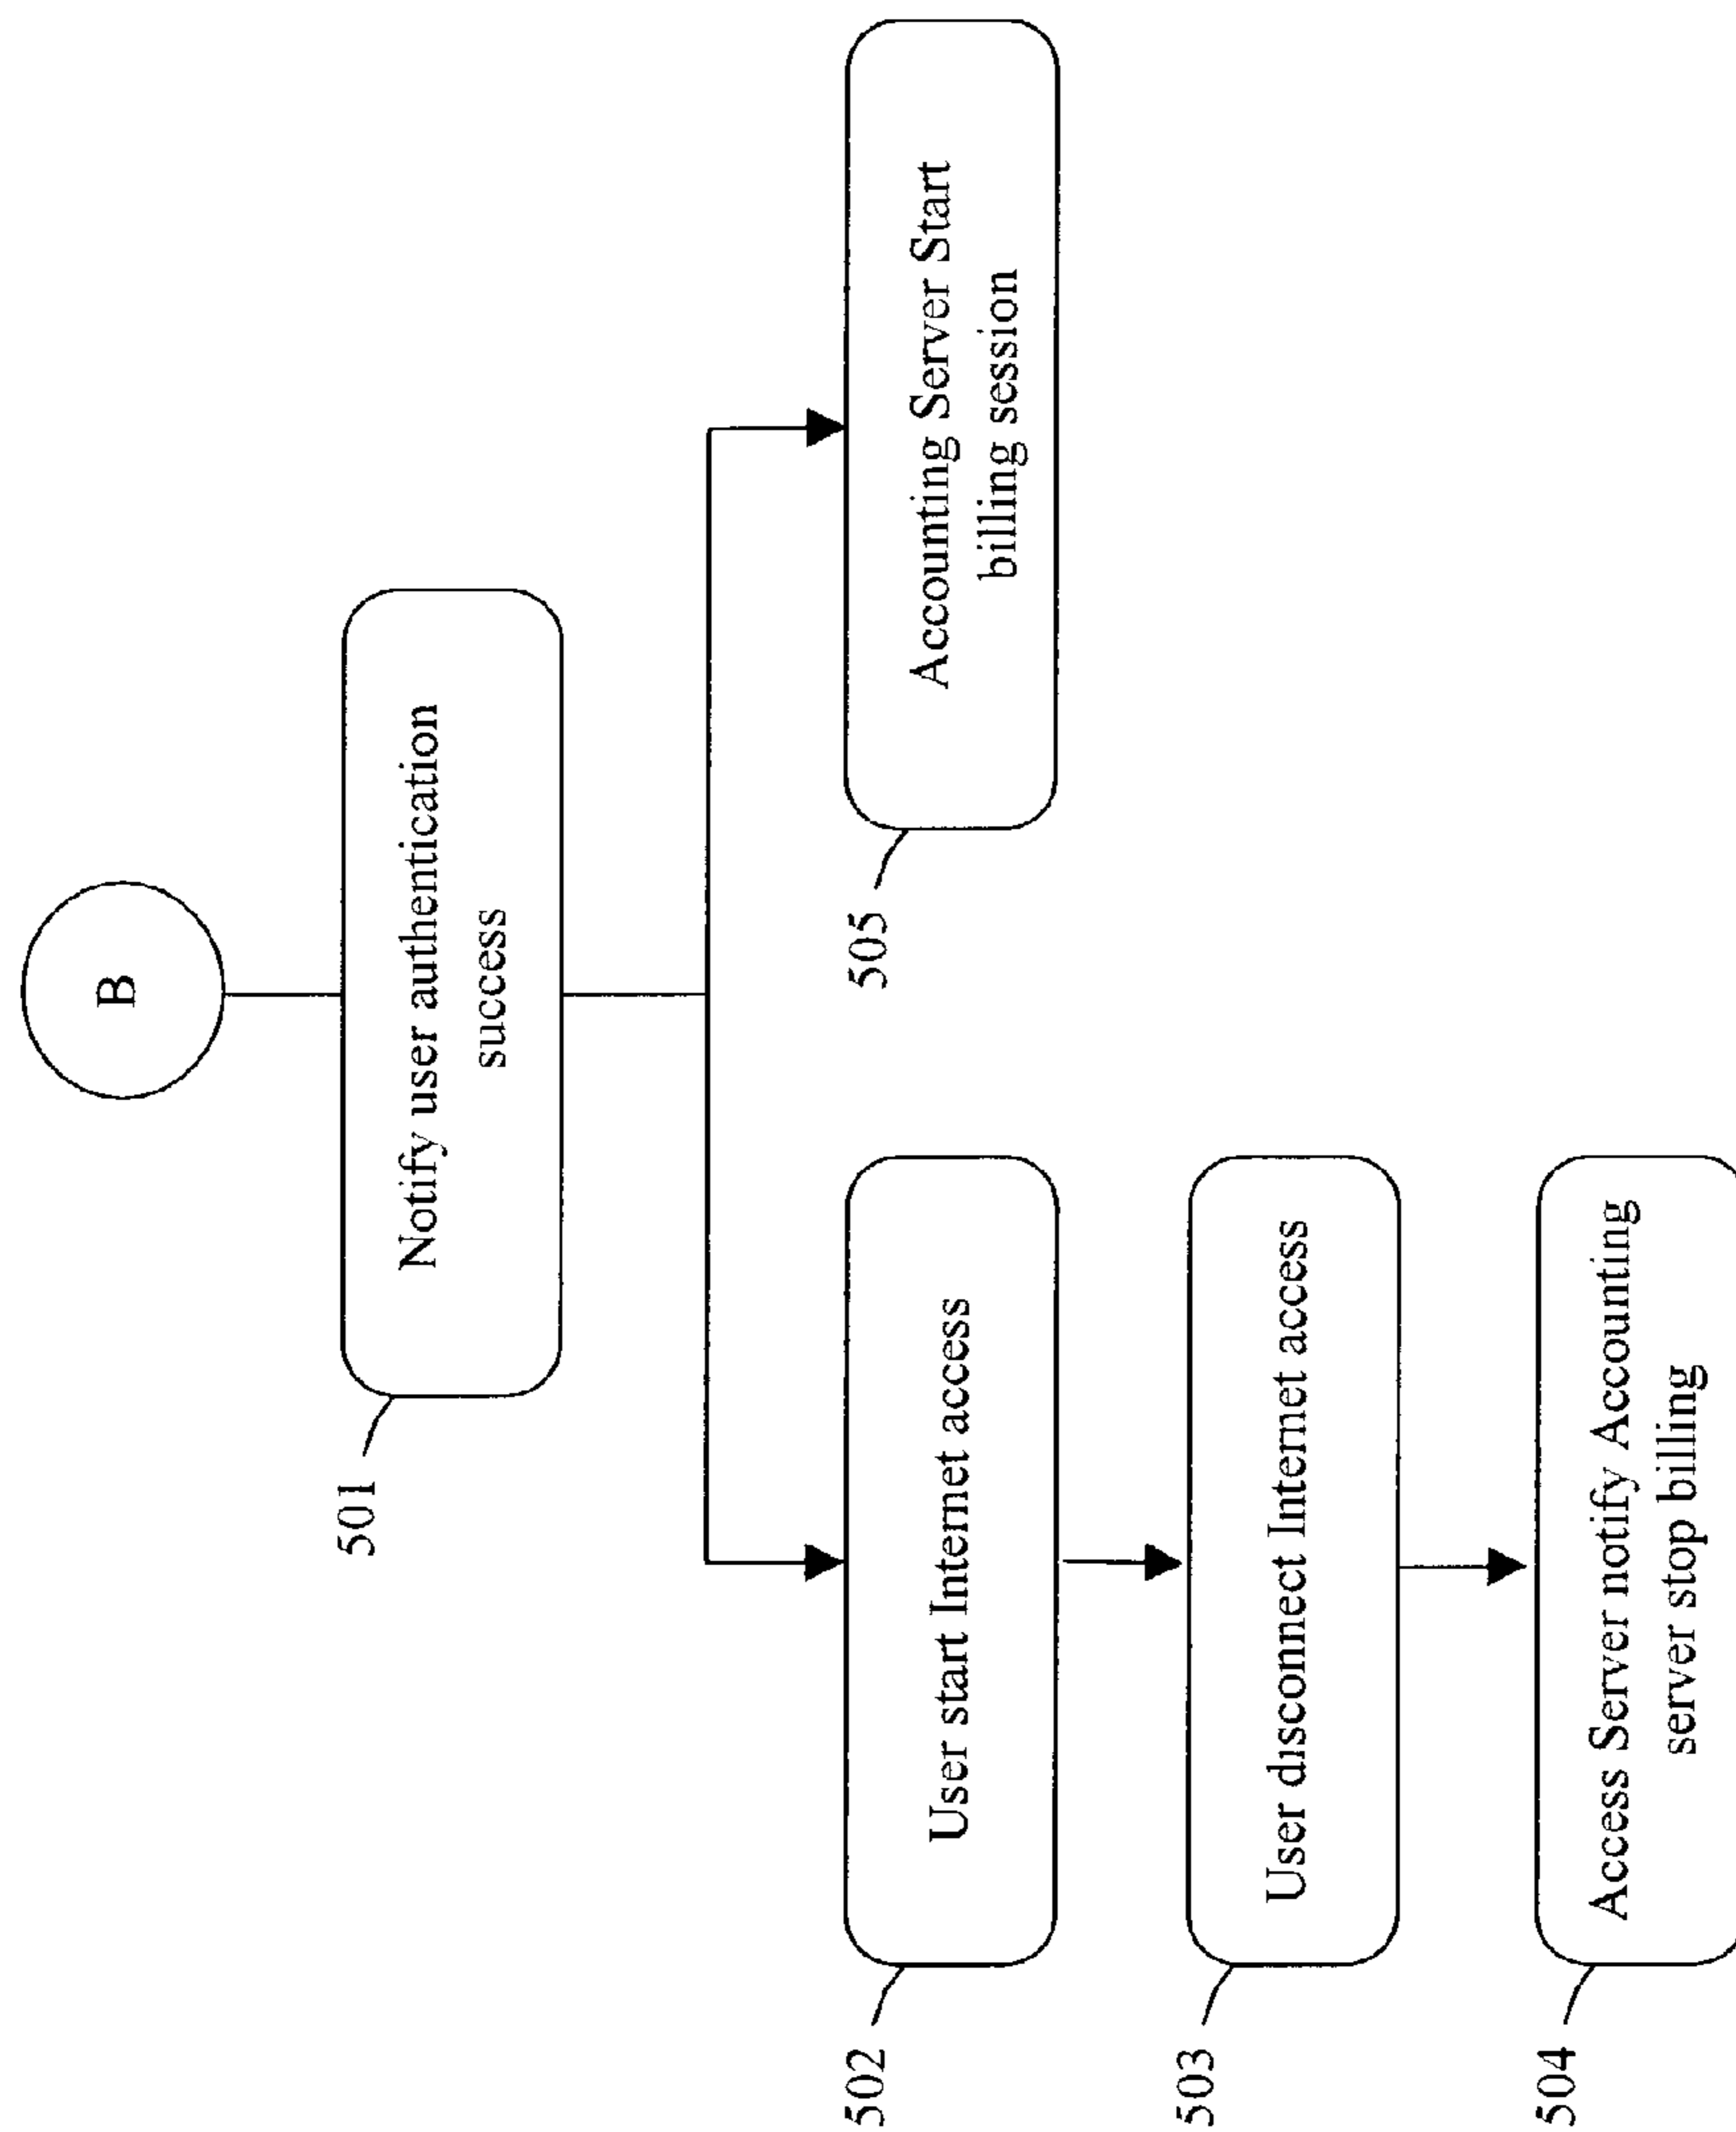 B
501
Notify user authentication
success
502
User start Internet access
505
Accounting Server Start
billing session
503
User disconnect Internet access
504
Access Server notify Accounting
server stop billing